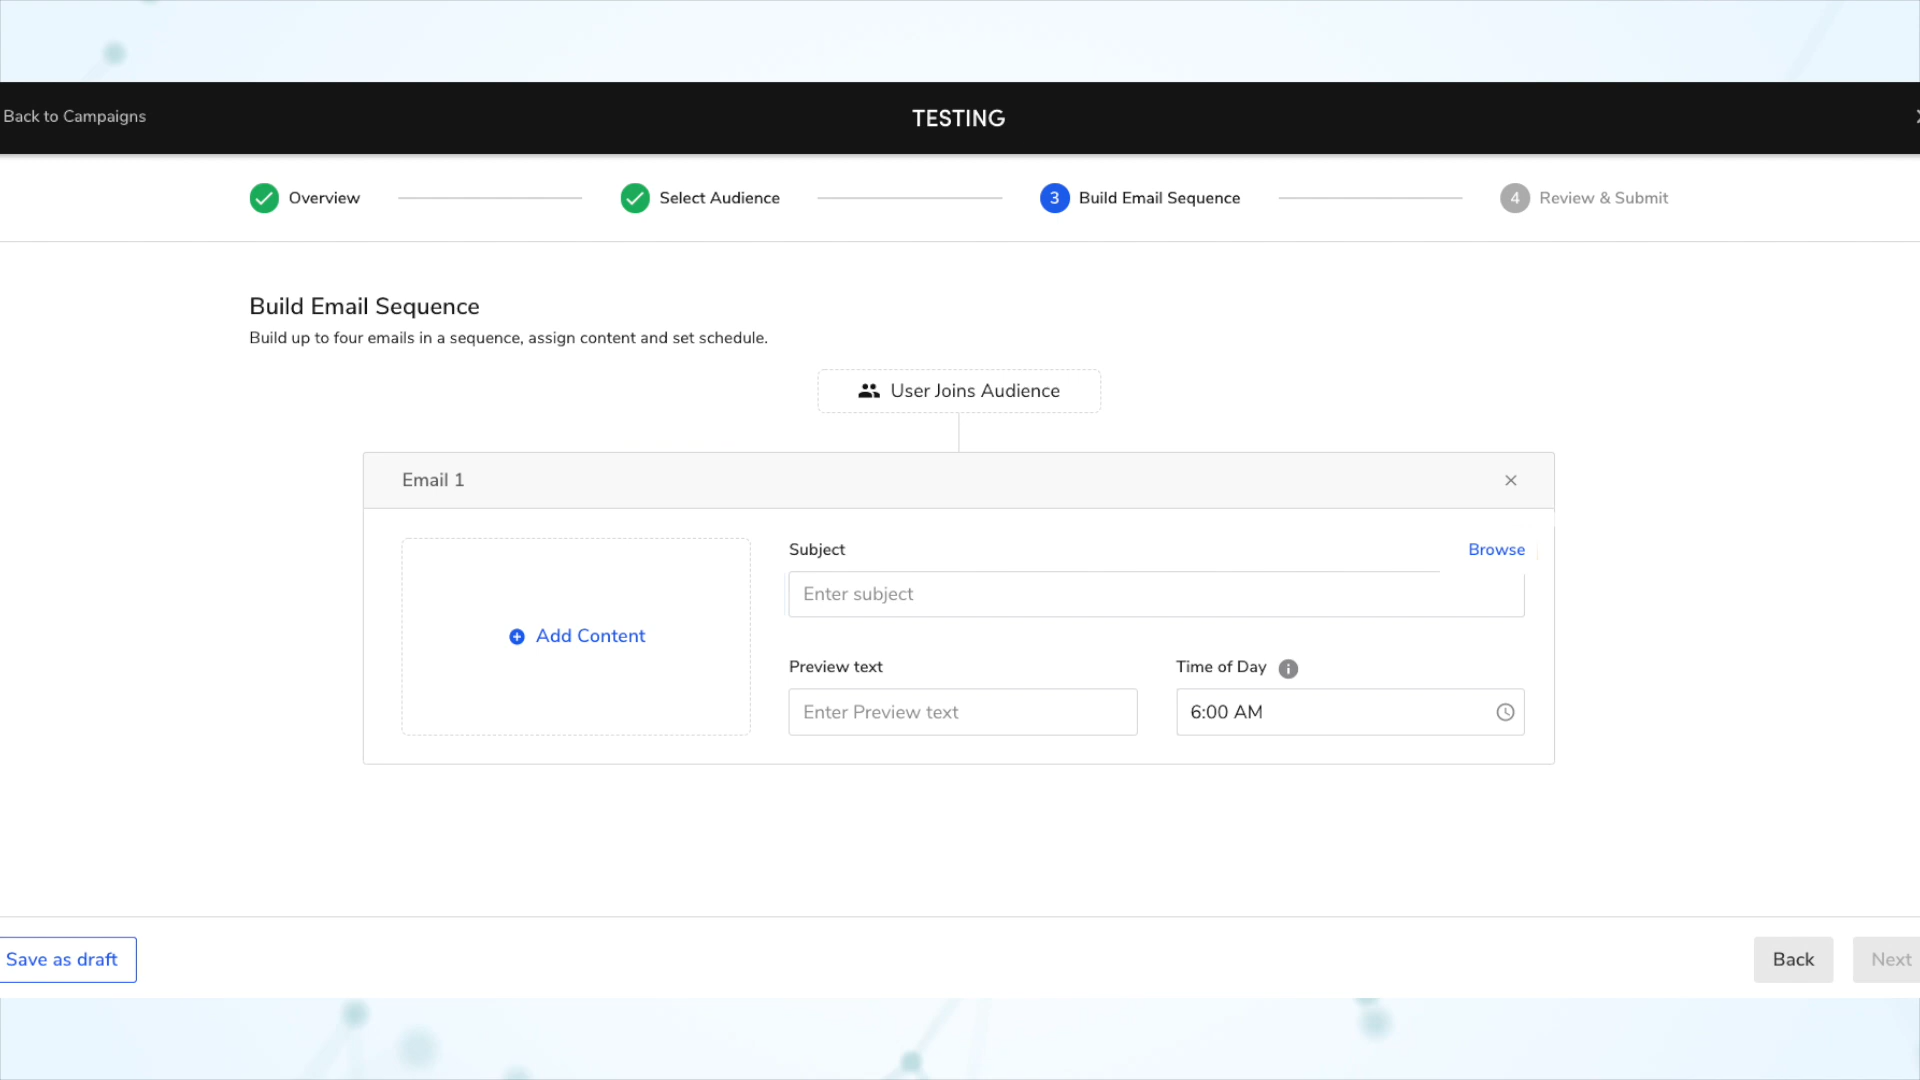 Back to Campaigns
TESTING
Overview
Select Audience
3 Build Email Sequence
4 Review & Submit
Build Email Sequence
Build up to four emails in a sequence, assign content and set schedule.
User Joins Audience
Email 1
Subject
Browse
Enter subject
Add Content
Preview text
Time of Day
Enter Preview text
6:00 AM
Save as draft
Back
Next